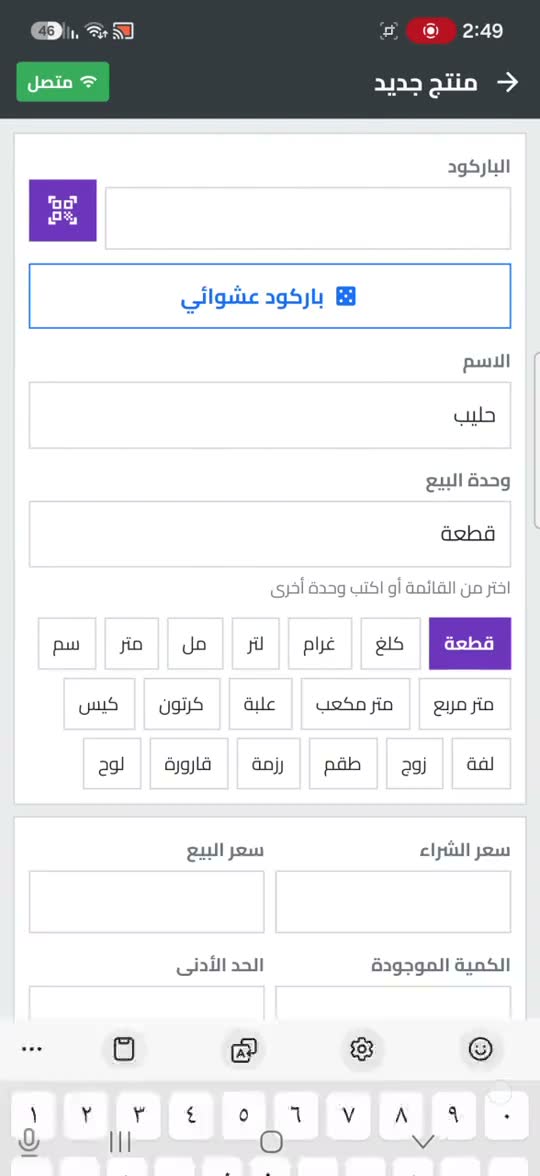 46
2:49
منتج جديد
متصل
الباركود
باركود عشوائي
الاسم
حليب
وحدة البيع
قطعة
اختر من القائمة أو اكتب وحدة أخرى
قطعة كلغ غرام لتر مل متر سم
متر مربع متر مكعب علبة كرتون كيس
لفة زوج طقم رزمة قارورة لوح
سعر الشراء سعر البيع
الكمية الموجودة الحد الأدنى
١ ٢ ٣ ٤ ٥ ٦ ٧ ٨ ٩ ٠